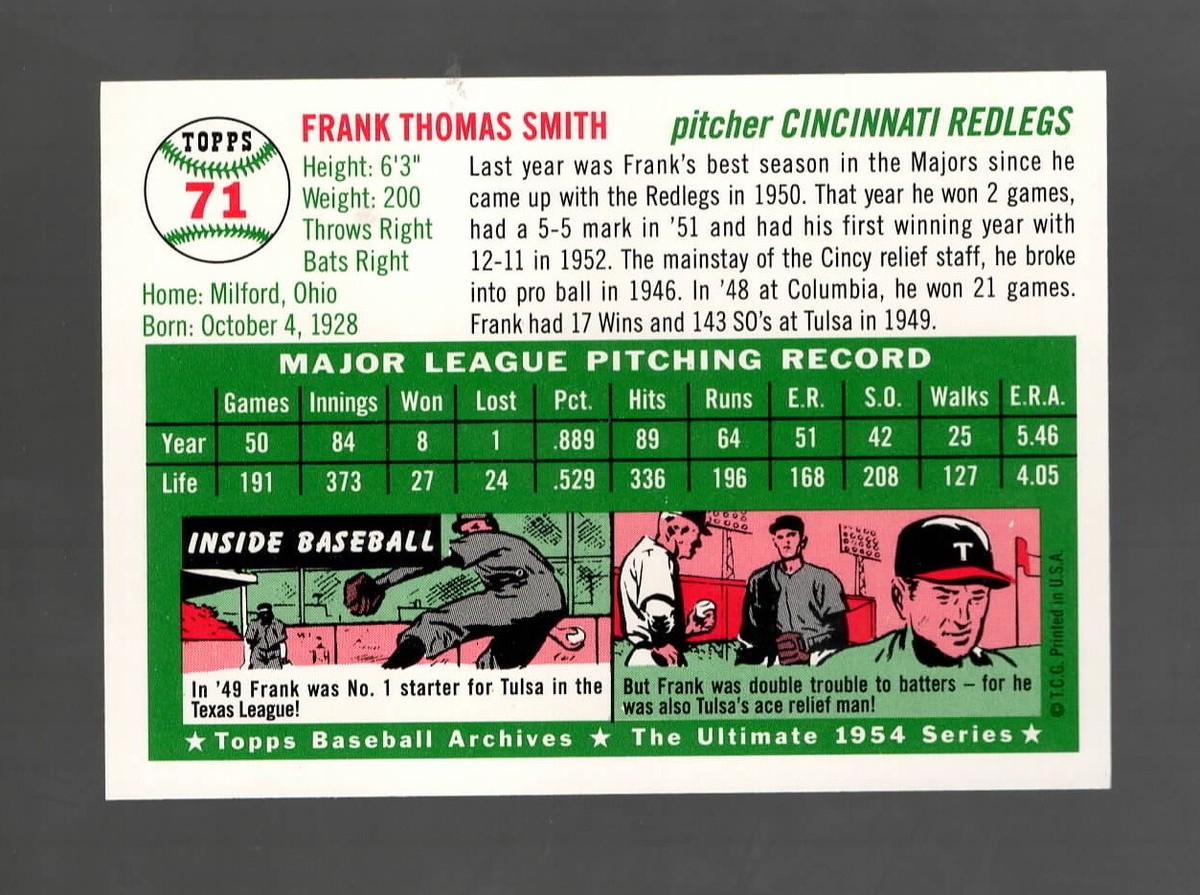 TOPPS
71
FRANK THOMAS SMITH
pitcher CINCINNATI REDLEGS
Height: 6'3"
Weight: 200
Throws Right
Bats Right
Home: Milford, Ohio
Born: October 4, 1928
Last year was Frank's best season in the Majors since he
came up with the Redlegs in 1950. That year he won 2 games,
had a 5-5 mark in '51 and had his first winning year with
12-11 in 1952. The mainstay of the Cincy relief staff, he broke
into pro ball in 1946. In '48 at Columbia, he won 21 games.
Frank had 17 Wins and 143 SO's at Tulsa in 1949.
MAJOR LEAGUE PITCHING RECORD
Games Innings Won Lost Pct. Hits Runs E.R. S.O. Walks E.R.A.
Year 50 84 8 1 .889 89 64 51 42 25 5.46
Life 191 373 27 24 .529 336 196 168 208 127 4.05
INSIDE BASEBALL
T
In '49 Frank was No. 1 starter for Tulsa in the
Texas League!
But Frank was double trouble to batters – for he
was also Tulsa's ace relief man!
© T.C.G. Printed in U.S.A.
★ Topps Baseball Archives ★ The Ultimate 1954 Series ★